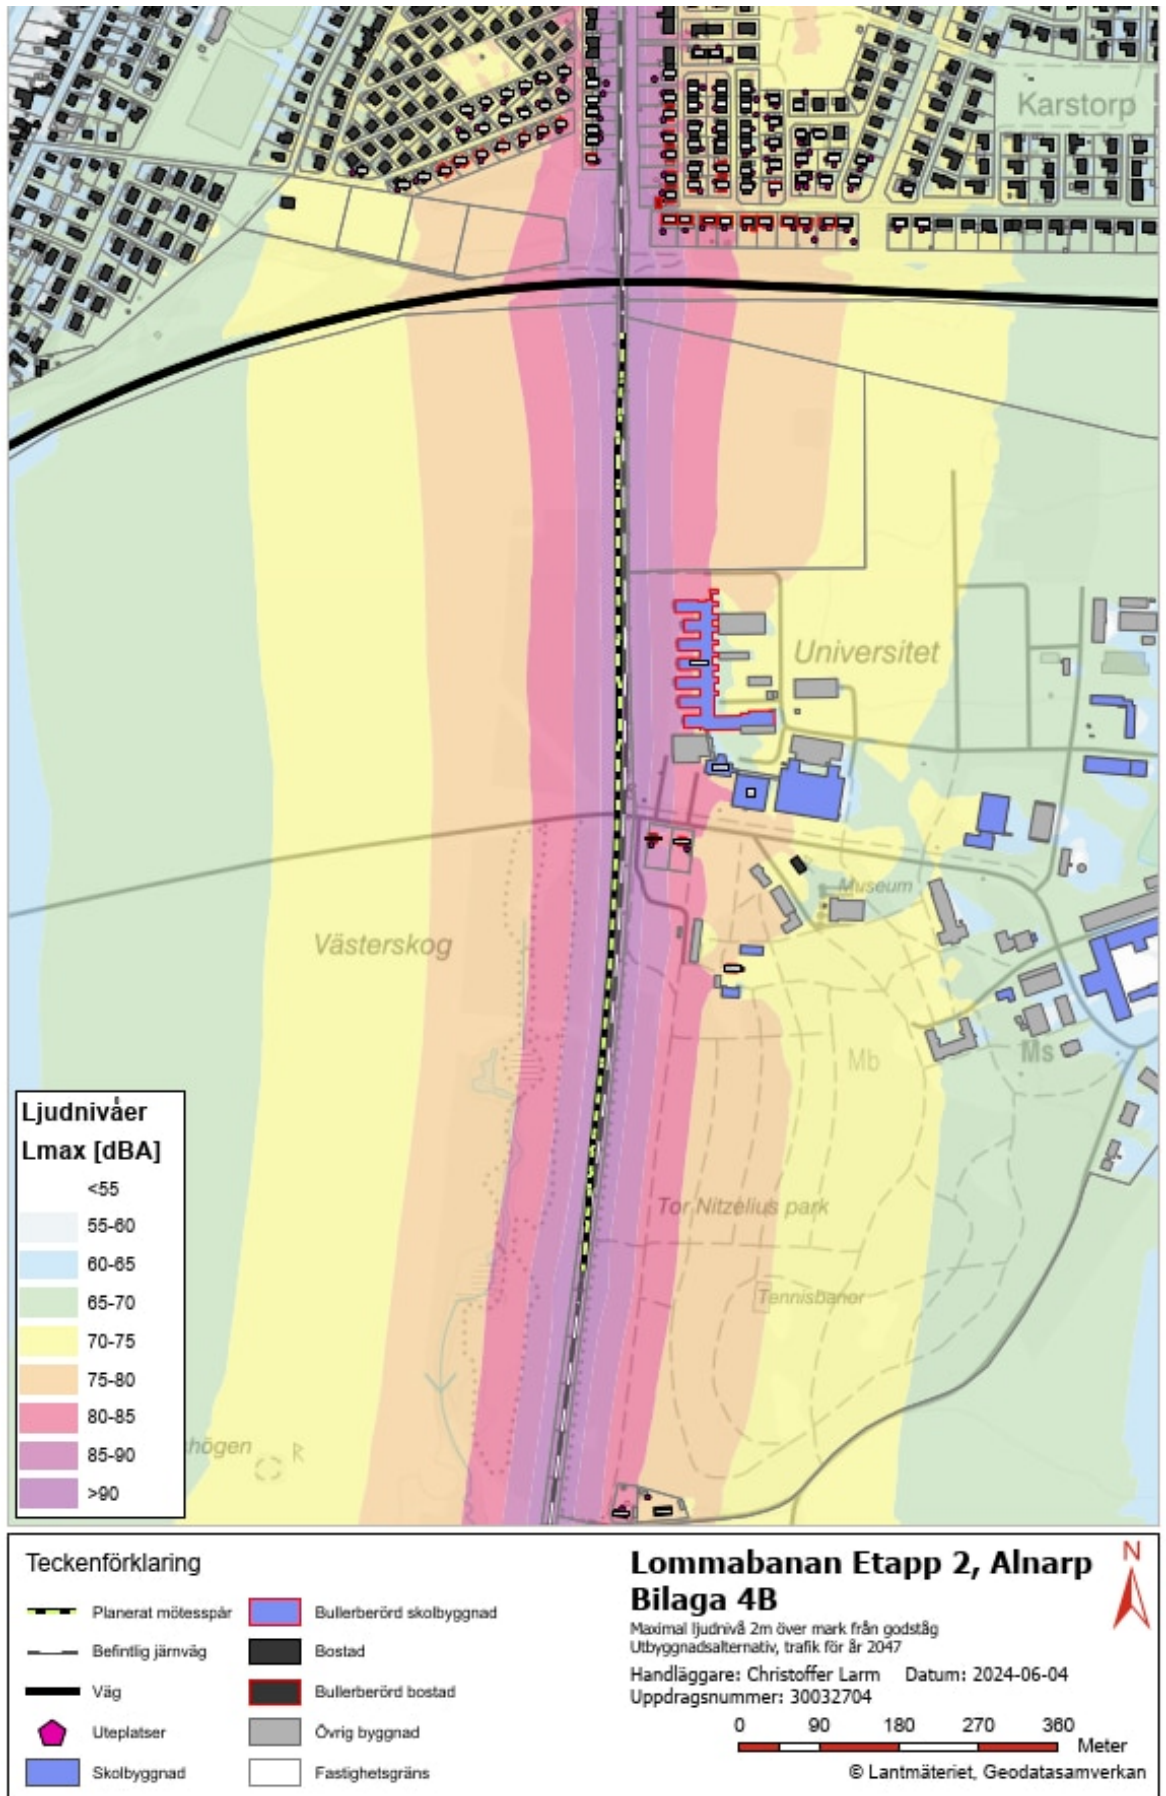 Karstorp
Universitet
Museum
Västerskog
Mb
Ms
Tor Nitzelius park
Tennisbanor
högen
R
Ljudnivåer
Lmax [dBA]
<55
55-60
60-65
65-70
70-75
75-80
80-85
85-90
>90
Teckenförklaring
Planerat mötesspår
Befintlig järnväg
Väg
Uteplatser
Skolbyggnad
Bullerberörd skolbyggnad
Bostad
Bullerberörd bostad
Övrig byggnad
Fastighetsgräns
Lommabanan Etapp 2, Alnarp
Bilaga 4B
Maximal ljudnivå 2m över mark från godståg
Utbyggnadsalternativ, trafik för år 2047
Handläggare: Christoffer Larm Datum: 2024-06-04
Uppdragsnummer: 30032704
N
0 90 180 270 360
Meter
© Lantmäteriet, Geodatasamverkan